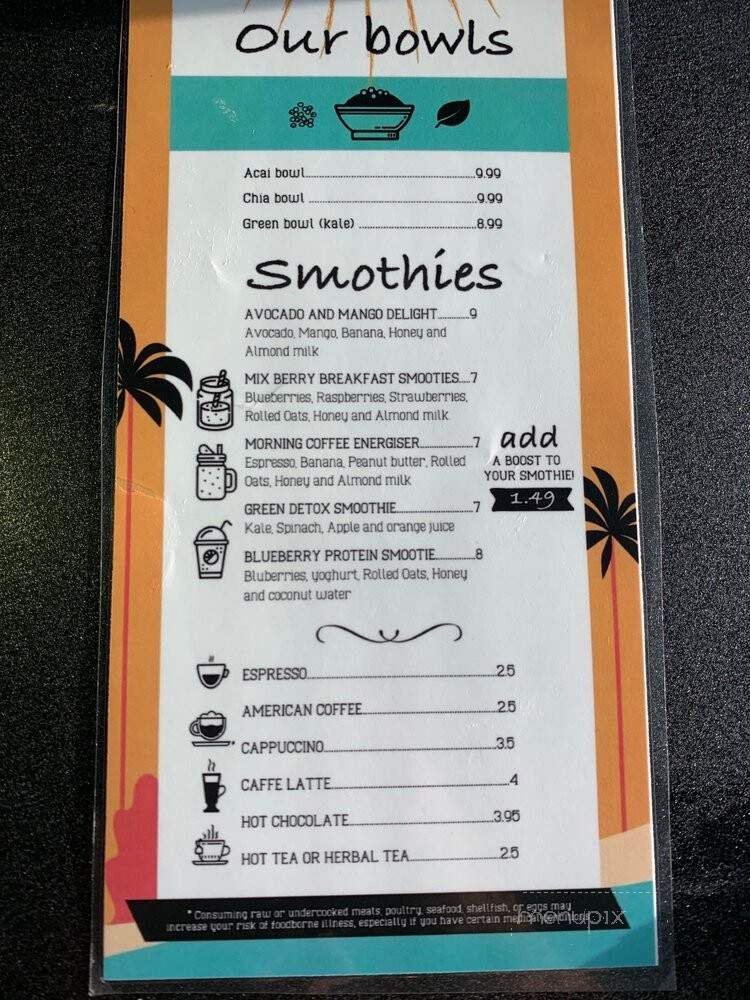 Our bowls
Acai bowl 9.99
Chia bowl 9.99
Green bowl (kale) 8.99
Smothies
AVOCADO AND MANGO DELIGHT 9
Avocado, Mango, Banana, Honey and
Almond milk
MIX BERRY BREAKFAST SMOOTIES 7
Blueberries, Raspberries, Strawberries,
Rolled Oats, Honey and Almond milk
MORNING COFFEE ENERGISER 7
Espresso, Banana, Peanut butter, Rolled
Oats, Honey and Almond milk
add
A BOOST TO
YOUR SMOTHIE!
1.49
GREEN DETOX SMOOTHIE 7
Kale, Spinach, Apple and orange juice
BLUEBERRY PROTEIN SMOOTIE 8
Bluberries, yoghurt, Rolled Oats, Honey
and coconut water
ESPRESSO 2.5
AMERICAN COFFEE 2.5
CAPPUCCINO 3.5
CAFFE LATTE 4
HOT CHOCOLATE 3.95
HOT TEA OR HERBAL TEA 2.5
* Consuming raw or undercooked meats, poultry, seafood, shellfish, or eggs may
increase your risk of foodborne illness, especially if you have certain medical
menupix